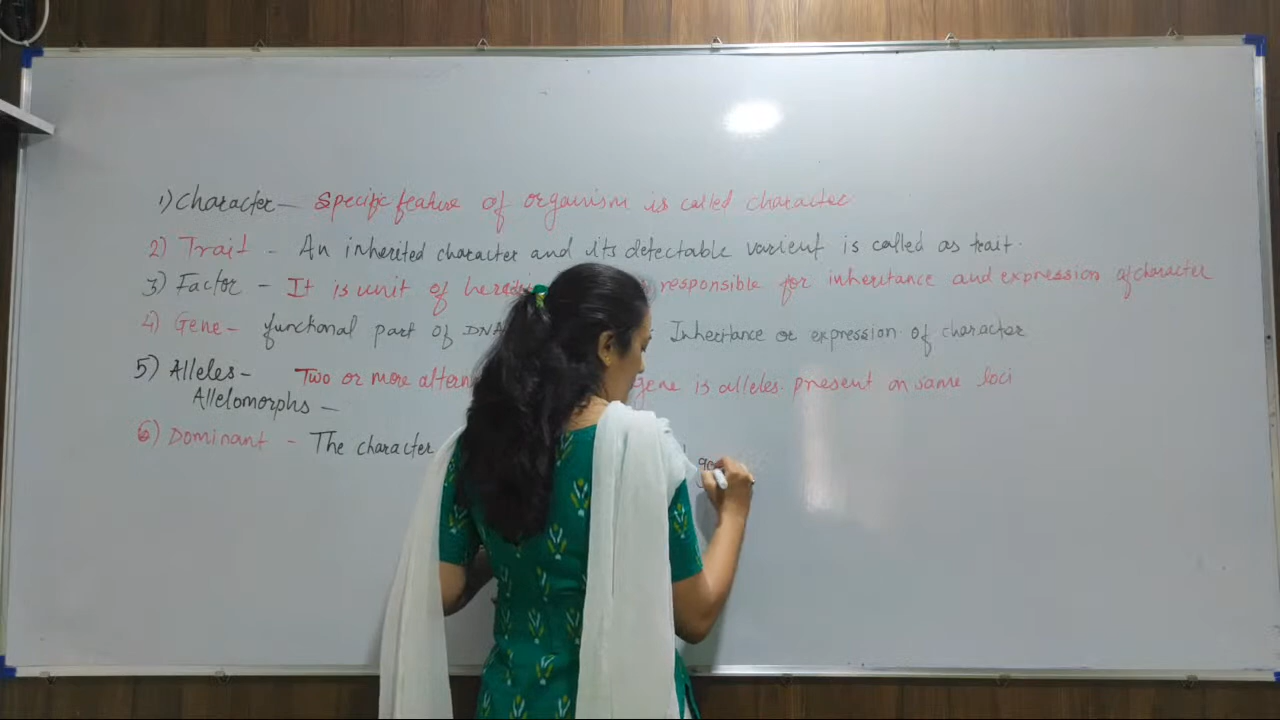 1) Character - Specific feature of organism is called character
2) Trait - An inherited character and its detectable varient is called as trait.
3) Factor - It is unit of responsible for inheritance and expression of character
4) Gene - functional part of DNA Inheritance or expression of character
5) Alleles - Two or more gene is alleles. present on same loci
Allelomorphs -
6) Dominant - The character